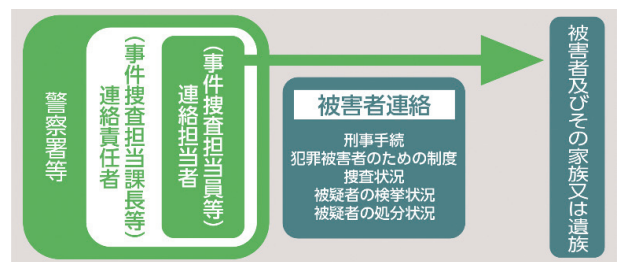 警察署等
連絡責任者
（事件捜査担当課長等）
連絡担当者
（事件捜査担当員等）
被害者連絡
刑事手続
犯罪被害者のための制度
捜査状況
被疑者の検挙状況
被疑者の処分状況
被害者及びその家族又は遺族